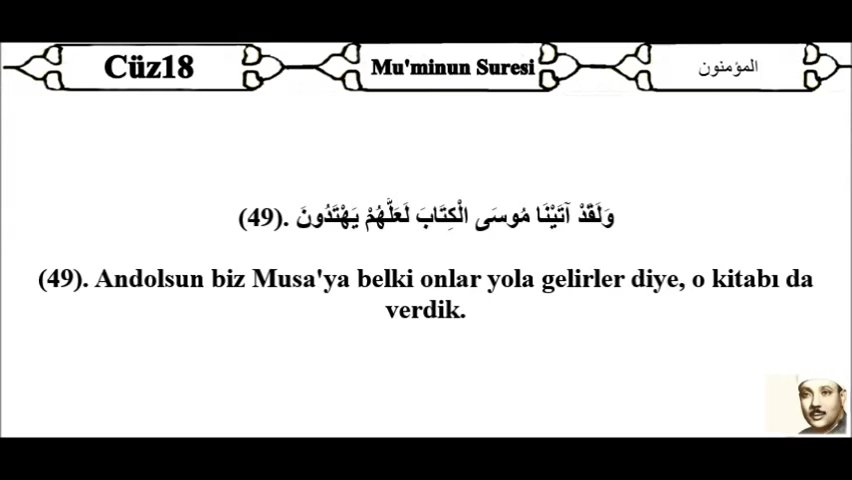 Cüz18
Mu'minun Suresi
المؤمنون
وَلَقَدْ آتَيْنَا مُوسَى الْكِتَابَ لَعَلَّهُمْ يَهْتَدُونَ .(49)
(49). Andolsun biz Musa'ya belki onlar yola gelirler diye, o kitabı da
verdik.